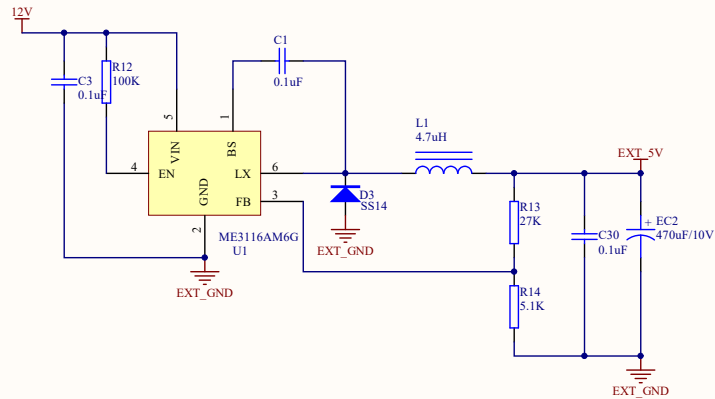 12V
C1
0.1uF
R12
100K
C3
0.1uF
5
1
VIN
BS
4
EN
LX
6
GND
FB
3
2
ME3116AM6G
U1
EXT_GND
D3
SS14
EXT_GND
L1
4.7uH
EXT_5V
R13
27K
C30
0.1uF
+
EC2
470uF/10V
R14
5.1K
EXT_GND